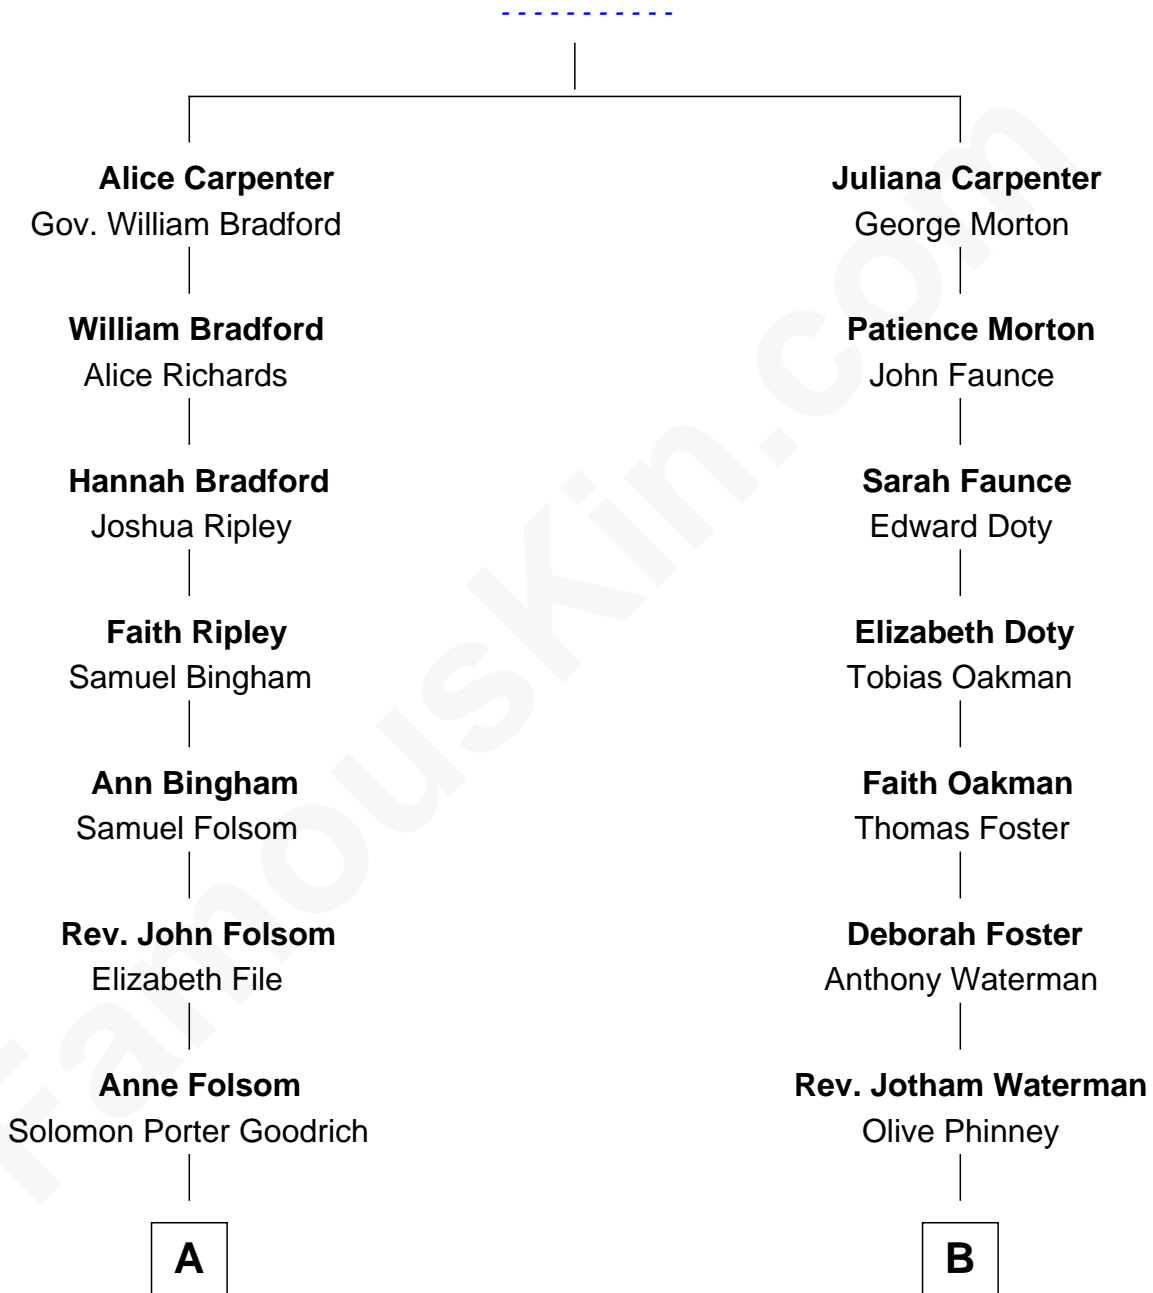 - - - - - - - - - - -
Alice Carpenter
Gov. William Bradford
Juliana Carpenter
George Morton
William Bradford
Alice Richards
Patience Morton
John Faunce
Hannah Bradford
Joshua Ripley
Sarah Faunce
Edward Doty
Faith Ripley
Samuel Bingham
Elizabeth Doty
Tobias Oakman
Ann Bingham
Samuel Folsom
Faith Oakman
Thomas Foster
Rev. John Folsom
Elizabeth File
Deborah Foster
Anthony Waterman
Anne Folsom
Solomon Porter Goodrich
Rev. Jotham Waterman
Olive Phinney
A
B
FamousKin.com